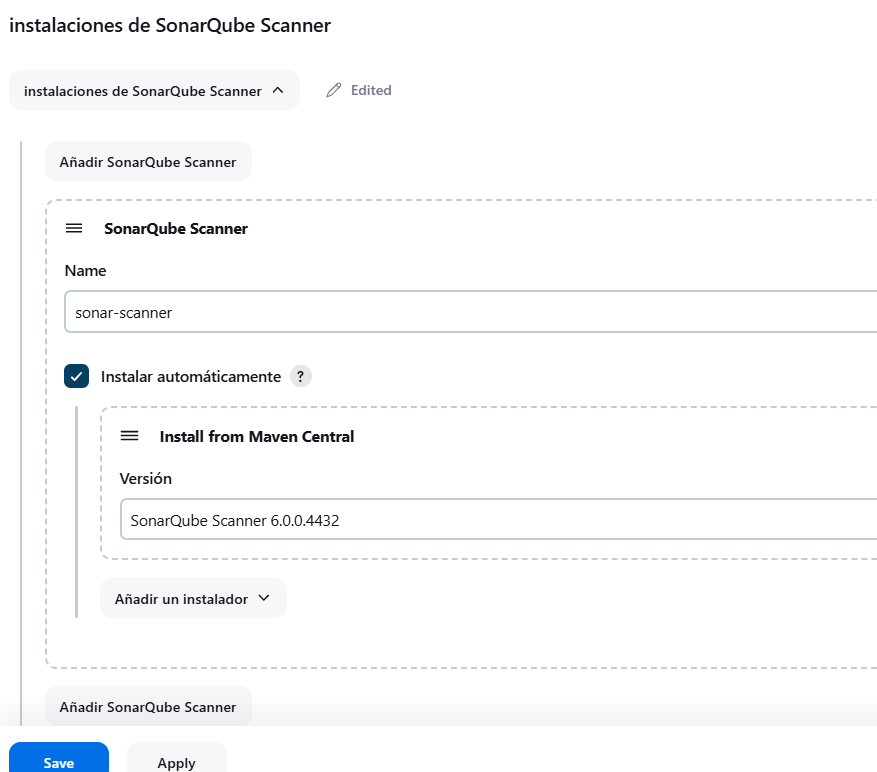 instalaciones de SonarQube Scanner
instalaciones de SonarQube Scanner
Edited
Añadir SonarQube Scanner
SonarQube Scanner
Name
sonar-scanner
Instalar automáticamente ?
Install from Maven Central
Versión
SonarQube Scanner 6.0.0.4432
Añadir un instalador
Añadir SonarQube Scanner
Save Apply